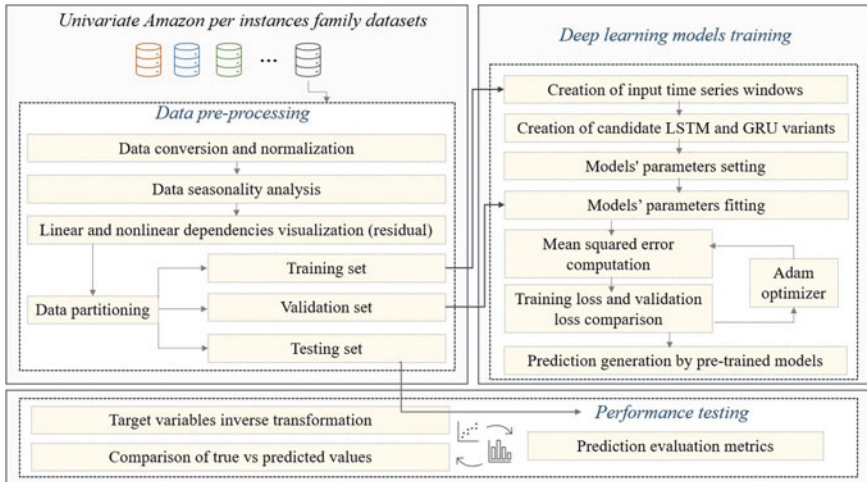 Univariate Amazon per instances family datasets
...
Data pre-processing
Data conversion and normalization
Data seasonality analysis
Linear and nonlinear dependencies visualization (residual)
Data partitioning
Training set
Validation set
Testing set
Deep learning models training
Creation of input time series windows
Creation of candidate LSTM and GRU variants
Models' parameters setting
Models’ parameters fitting
Mean squared error
computation
Training loss and validation
loss comparison
Adam
optimizer
Prediction generation by pre-trained models
Performance testing
Target variables inverse transformation
Comparison of true vs predicted values
Prediction evaluation metrics